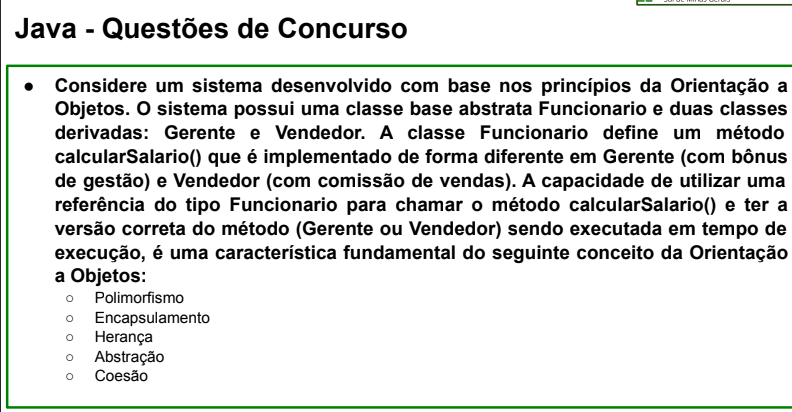 Sul de Minas Gerais
Java - Questões de Concurso
● Considere um sistema desenvolvido com base nos princípios da Orientação a
Objetos. O sistema possui uma classe base abstrata Funcionario e duas classes
derivadas: Gerente e Vendedor. A classe Funcionario define um método
calcularSalario() que é implementado de forma diferente em Gerente (com bônus
de gestão) e Vendedor (com comissão de vendas). A capacidade de utilizar uma
referência do tipo Funcionario para chamar o método calcularSalario() e ter a
versão correta do método (Gerente ou Vendedor) sendo executada em tempo de
execução, é uma característica fundamental do seguinte conceito da Orientação
a Objetos:
○ Polimorfismo
○ Encapsulamento
○ Herança
○ Abstração
○ Coesão